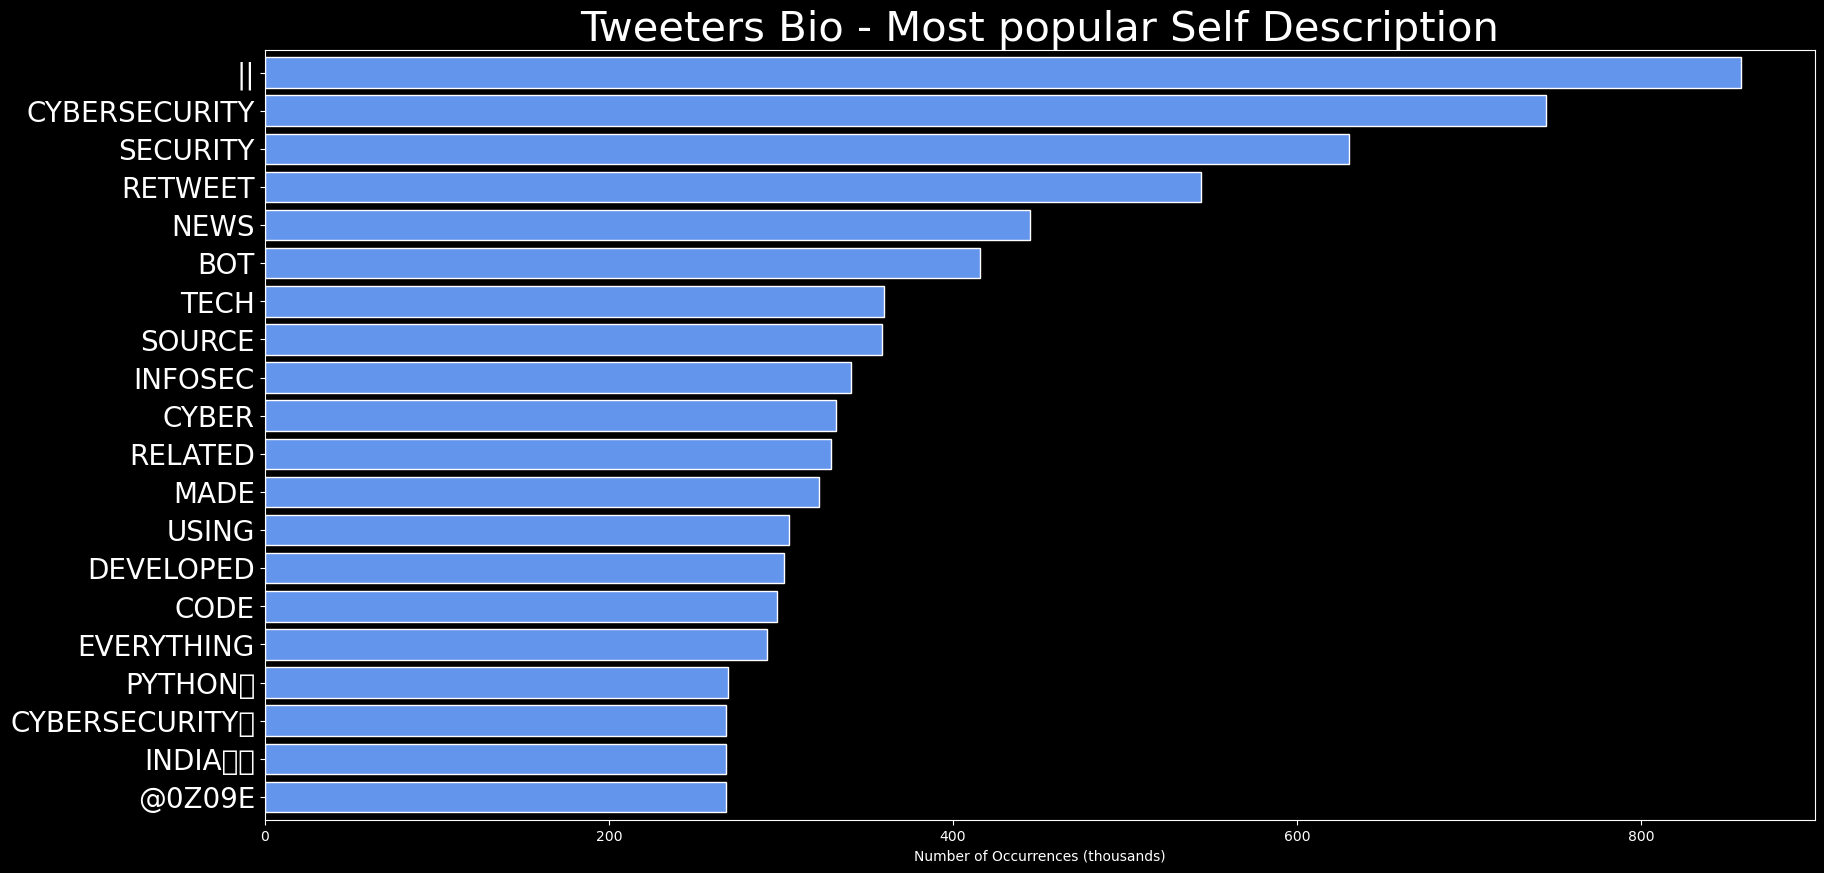 Tweeters Bio - Most popular Self Description
||
CYBERSECURITY
SECURITY
RETWEET
NEWS
BOT
TECH
SOURCE
INFOSEC
CYBER
RELATED
MADE
USING
DEVELOPED
CODE
EVERYTHING
PYTHON▯
CYBERSECURITY▯
INDIA▯▯
@0Z09E
0 200 400 600 800
Number of Occurrences (thousands)